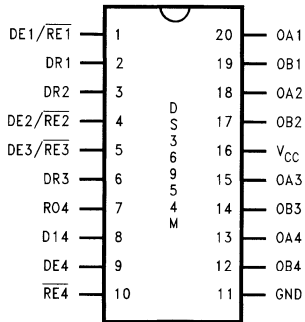 DE1/RE1 1 20 OA1
DR1 2 19 OB1
DR2 3 18 OA2
DE2/RE2 4 17 OB2
DE3/RE3 5 16 VCC
DR3 6 15 OA3
RO4 7 14 OB3
D14 8 13 OA4
DE4 9 12 OB4
RE4 10 11 GND
DS36954M